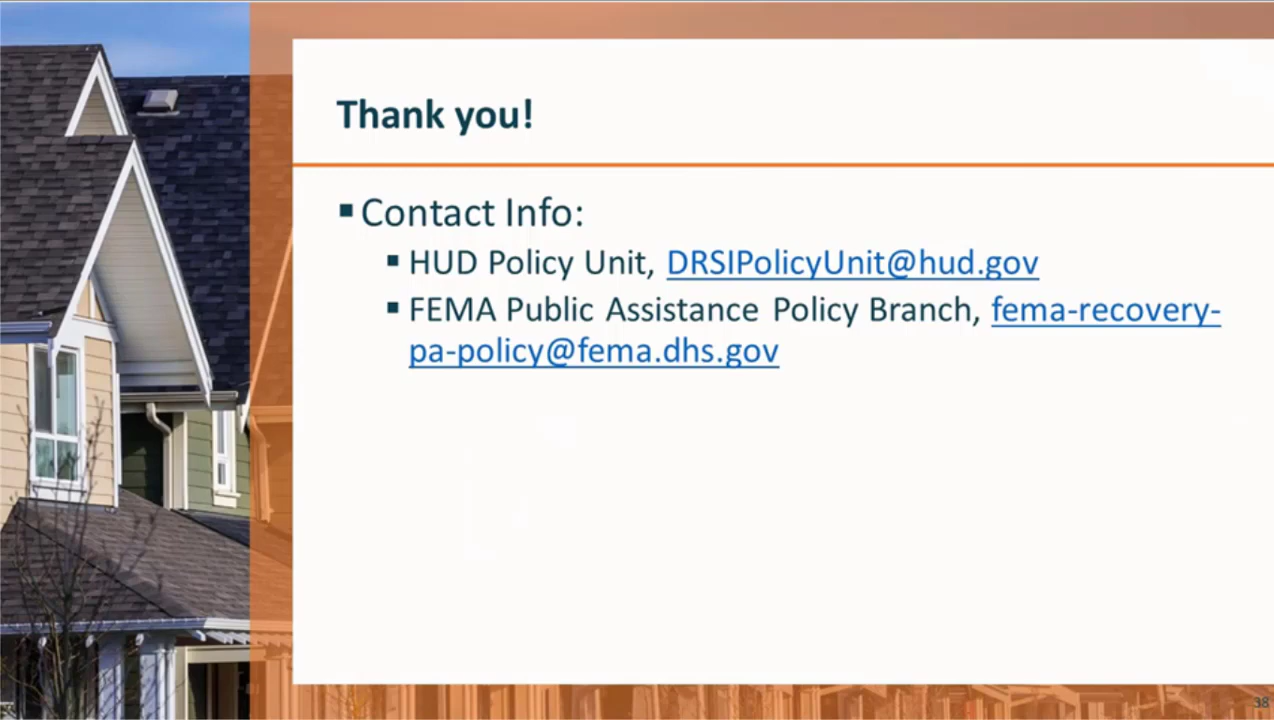 Thank you!
▪ Contact Info:
▪ HUD Policy Unit, DRSIPolicyUnit@hud.gov
▪ FEMA Public Assistance Policy Branch, fema-recovery-
pa-policy@fema.dhs.gov
38